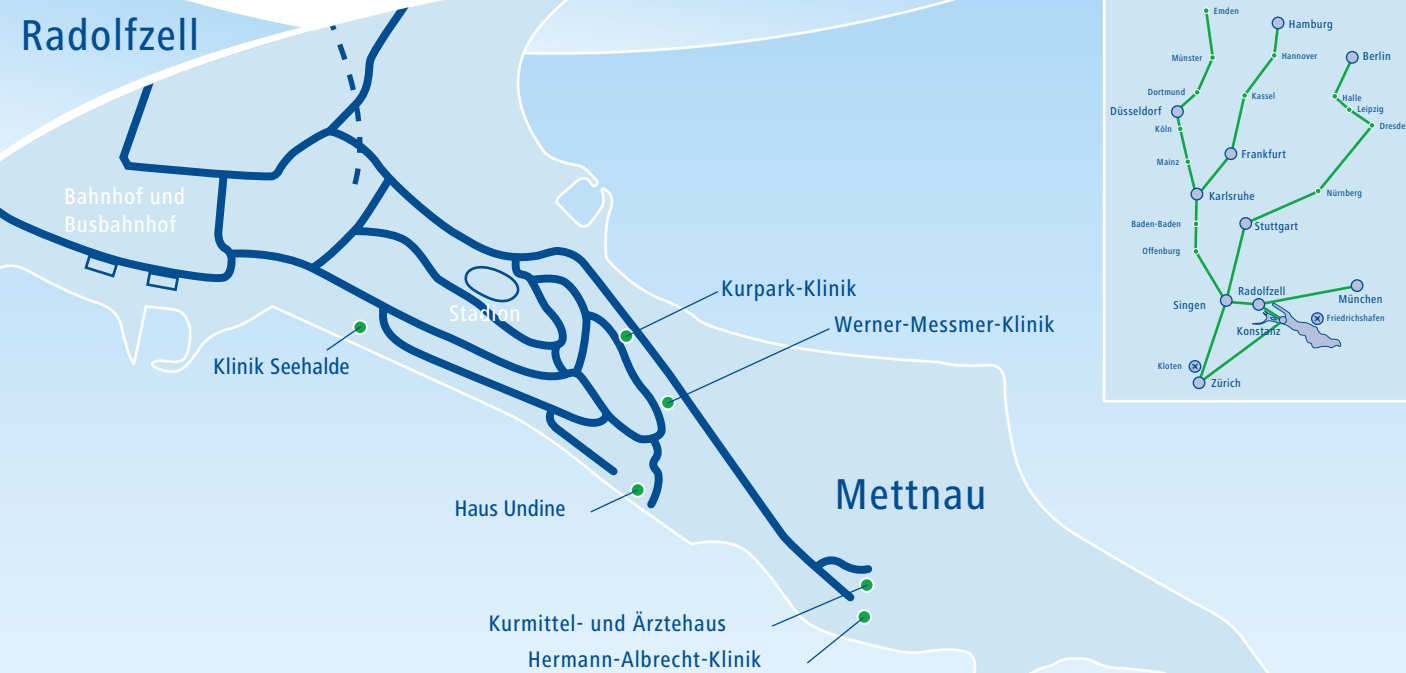 Radolfzell
Bahnhof und
Busbahnhof
Stadion
Klinik Seehalde
Kurpark-Klinik
Werner-Messmer-Klinik
Haus Undine
Mettnau
Kurmittel- und Ärztehaus
Hermann-Albrecht-Klinik
Emden
Hamburg
Münster
Hannover
Berlin
Dortmund
Kassel
Halle
Leipzig
Düsseldorf
Dresde
Köln
Frankfurt
Mainz
Karlsruhe
Nürnberg
Baden-Baden
Stuttgart
Offenburg
Radolfzell
München
Singen
Friedrichshafen
Konstanz
Kloten
Zürich